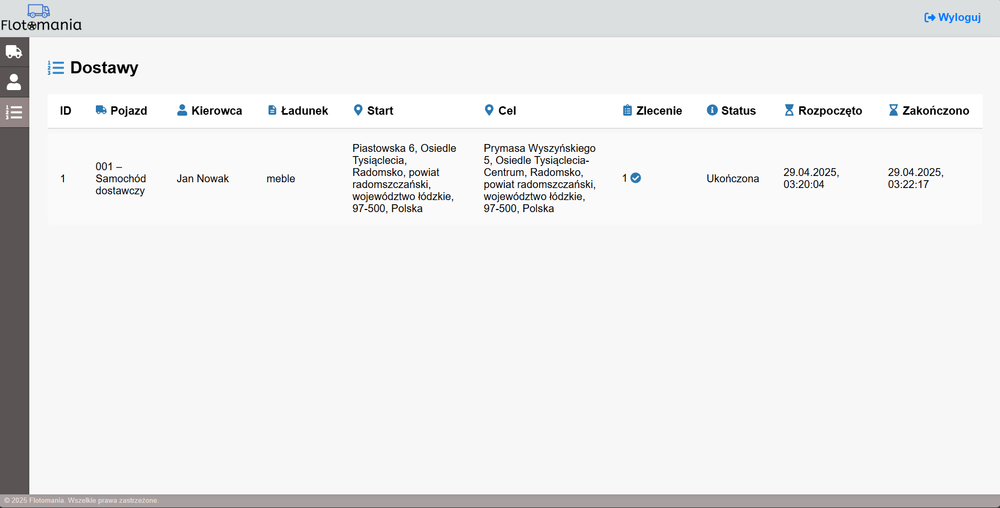 Flotomania
Wyloguj
Dostawy
ID Pojazd Kierowca Ładunek Start Cel Zlecenie Status Rozpoczęto Zakończono
1
001 –
Samochód
dostawczy
Jan Nowak
meble
Piastowska 6, Osiedle
Tysiąclecia,
Radomsko, powiat
radomszczański,
województwo łódzkie,
97-500, Polska
Prymasa Wyszyńskiego
5, Osiedle Tysiąclecia-
Centrum, Radomsko,
powiat radomszczański,
województwo łódzkie,
97-500, Polska
1
Ukończona
29.04.2025,
03:20:04
29.04.2025,
03:22:17
© 2025 Flotomania. Wszelkie prawa zastrzeżone.